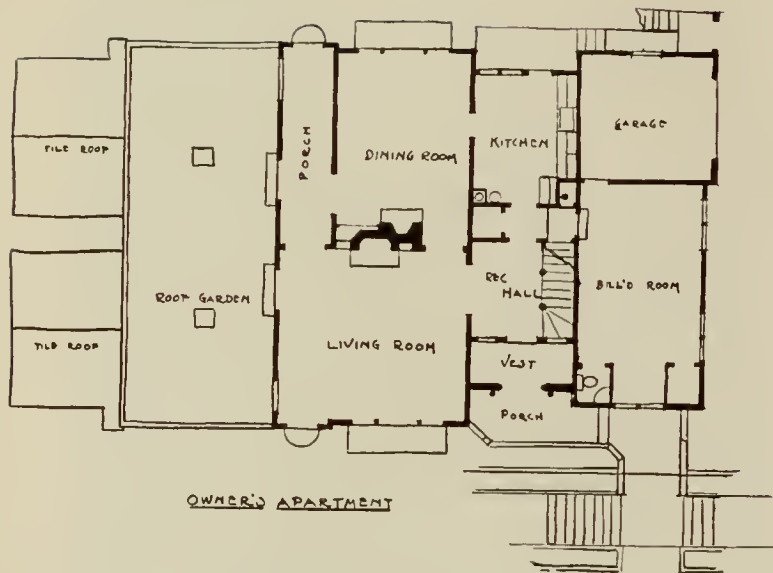 GARAGE
TILE ROOF
PORCH
DINING ROOM
KITCHEN
ROOF GARDEN
REC
HALL
BILL'D ROOM
TILE ROOF
LIVING ROOM
VEST
PORCH
OWNER'S APARTMENT